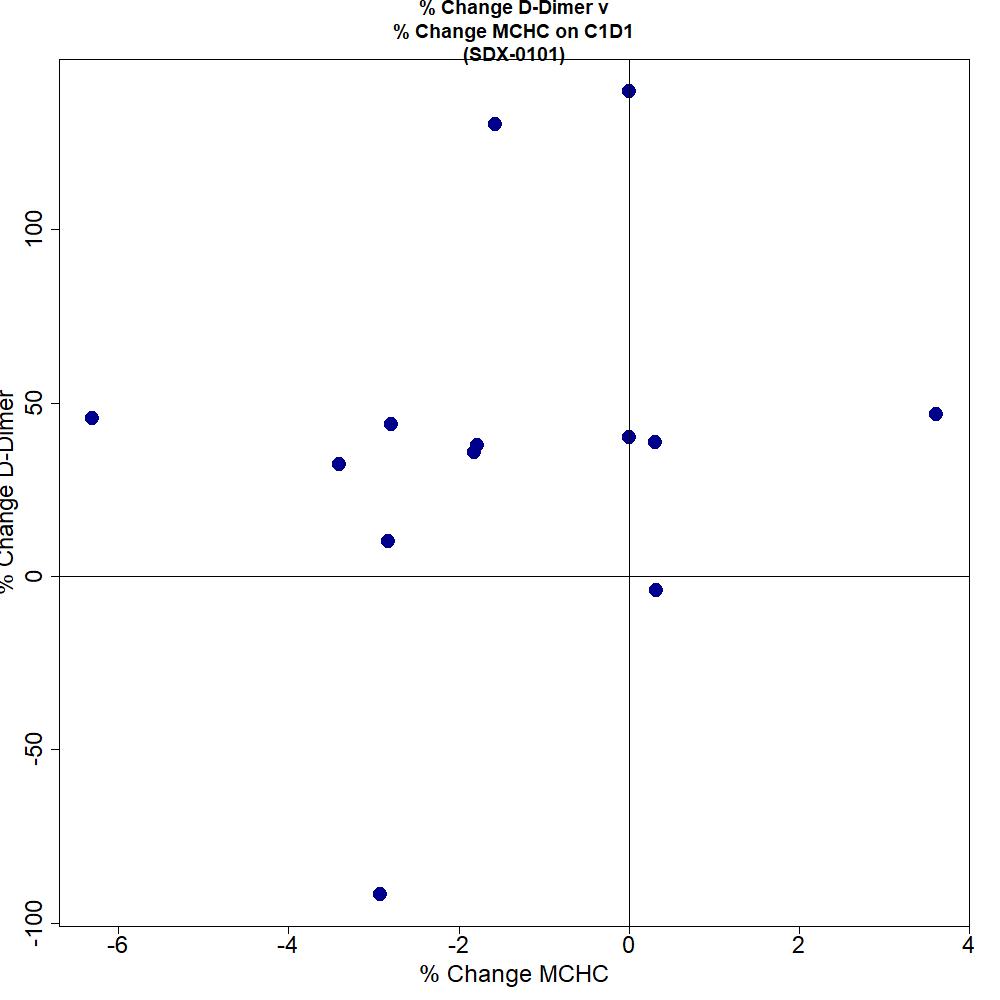 % Change D-Dimer v
% Change MCHC on C1D1
(SDX-0101)
% Change D-Dimer
100
50
0
-50
-100
-6
-4
-2
0
2
4
% Change MCHC